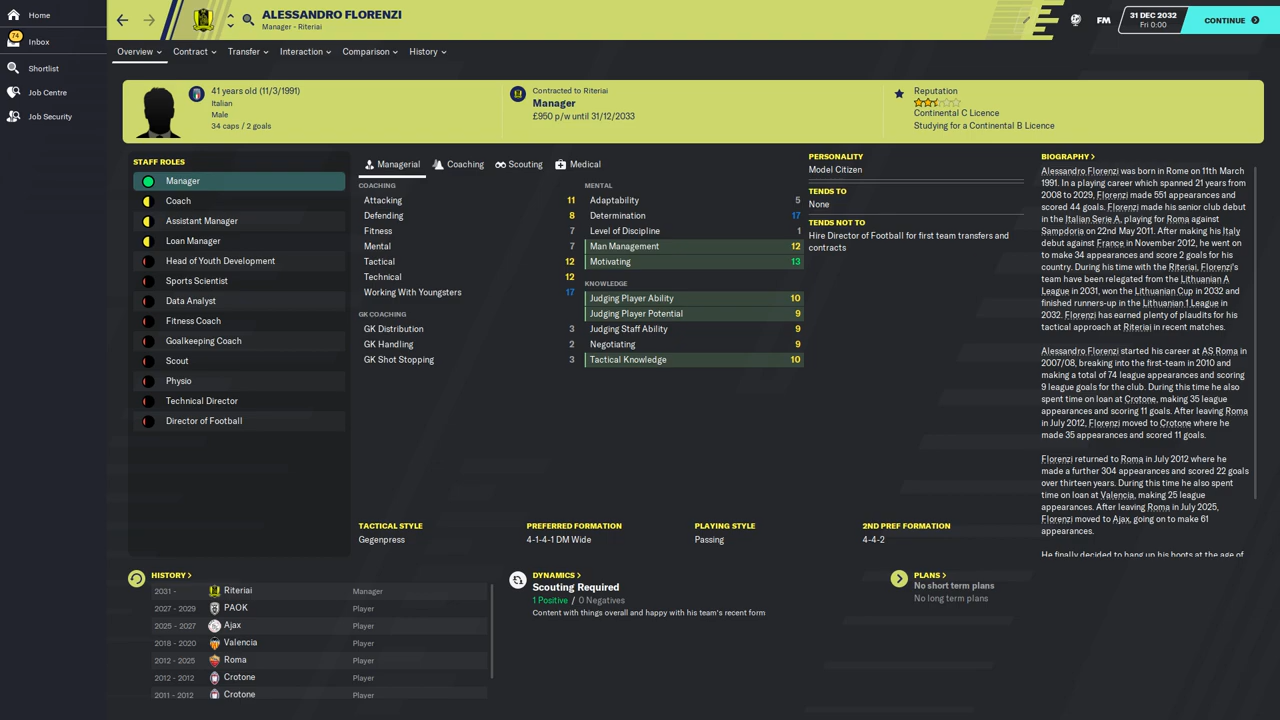 Home
74
Inbox
Shortlist
Job Centre
Job Security
ALESSANDRO FLORENZI
Manager - Riteriai
FM
31 DEC 2032
Fri 0:00
CONTINUE
Overview
Contract
Transfer
Interaction
Comparison
History
41 years old (11/3/1991)
Italian
Male
34 caps / 2 goals
Contracted to Riteriai
Manager
£950 p/w until 31/12/2033
Reputation
Continental C Licence
Studying for a Continental B Licence
STAFF ROLES
Manager
Coach
Assistant Manager
Loan Manager
Head of Youth Development
Sports Scientist
Data Analyst
Fitness Coach
Goalkeeping Coach
Scout
Physio
Technical Director
Director of Football
Managerial
Coaching
Scouting
Medical
COACHING
Attacking 11
Defending 8
Fitness 7
Mental 7
Tactical 12
Technical 12
Working With Youngsters 17
GK COACHING
GK Distribution 3
GK Handling 2
GK Shot Stopping 3
MENTAL
Adaptability 5
Determination 17
Level of Discipline 1
Man Management 12
Motivating 13
KNOWLEDGE
Judging Player Ability 10
Judging Player Potential 9
Judging Staff Ability 9
Negotiating 9
Tactical Knowledge 10
PERSONALITY
Model Citizen
TENDS TO
None
TENDS NOT TO
Hire Director of Football for first team transfers and
contracts
BIOGRAPHY >
Alessandro Florenzi was born in Rome on 11th March
1991. In a playing career which spanned 21 years from
2008 to 2029, Florenzi made 551 appearances and
scored 44 goals. Florenzi made his senior club debut
in the Italian Serie A, playing for Roma against
Sampdoria on 22nd May 2011. After making his Italy
debut against France in November 2012, he went on
to make 34 appearances and score 2 goals for his
country. During his time with the Riteriai, Florenzi's
team have been relegated from the Lithuanian A
League in 2031, won the Lithuanian Cup in 2032 and
finished runners-up in the Lithuanian 1 League in
2032. Florenzi has earned plenty of plaudits for his
tactical approach at Riteriai in recent matches.
Alessandro Florenzi started his career at AS Roma in
2007/08, breaking into the first-team in 2010 and
making a total of 74 league appearances and scoring
9 league goals for the club. During this time he also
spent time on loan at Crotone, making 35 league
appearances and scoring 11 goals. After leaving Roma
in July 2012, Florenzi moved to Crotone where he
made 35 appearances and scored 11 goals.
Florenzi returned to Roma in July 2012 where he
made a further 304 appearances and scored 22 goals
over thirteen years. During this time he also spent
time on loan at Valencia, making 25 league
appearances. After leaving Roma in July 2025,
Florenzi moved to Ajax, going on to make 61
appearances.
He finally decided to hang up his boots at the age of
TACTICAL STYLE
Gegenpress
PREFERRED FORMATION
4-1-4-1 DM Wide
PLAYING STYLE
Passing
2ND PREF FORMATION
4-4-2
HISTORY >
2031 - Riteriai Manager
2027 - 2029 PAOK Player
2025 - 2027 Ajax Player
2018 - 2020 Valencia Player
2012 - 2025 Roma Player
2012 - 2012 Crotone Player
2011 - 2012 Crotone Player
DYNAMICS >
Scouting Required
1 Positive / 0 Negatives
Content with things overall and happy with his team's recent form
PLANS >
No short term plans
No long term plans